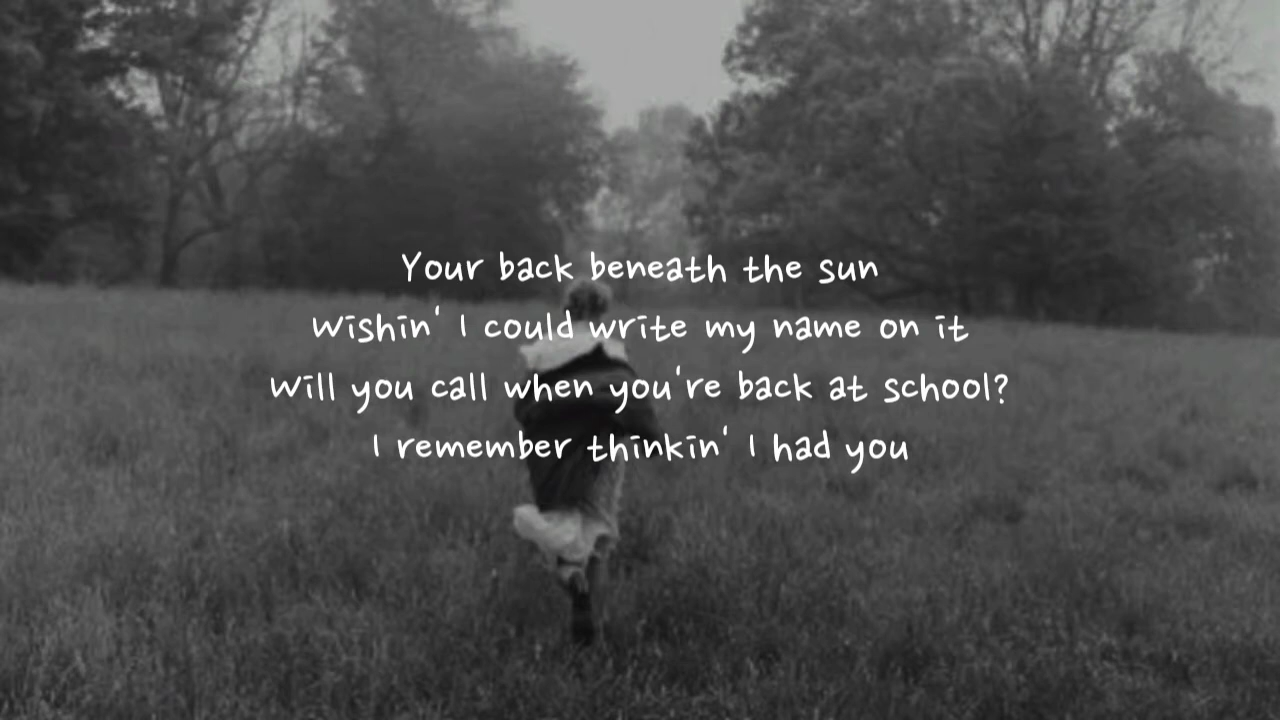 Your back beneath the sun
Wishin' I could write my name on it
Will you call when you're back at school?
I remember thinkin' I had you